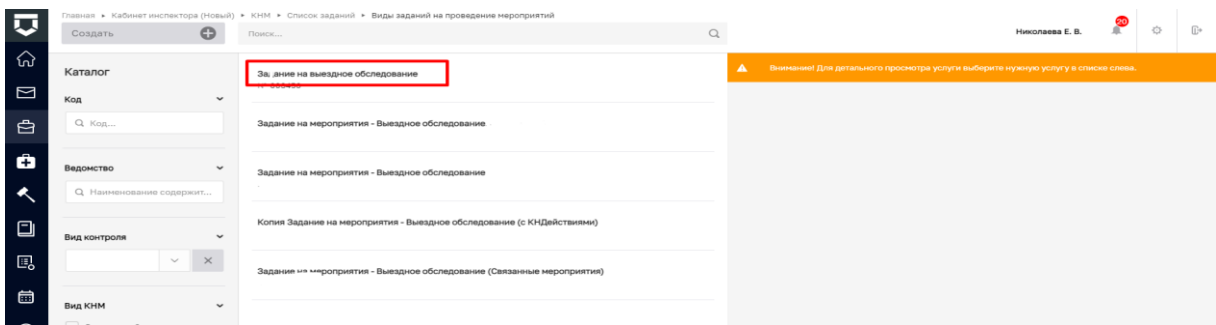 Главная ▸ Кабинет инспектора (Новый) ▸ КНМ ▸ Список заданий ▸ Виды заданий на проведение мероприятий
Создать
Поиск...
Николаева Е. В.
20
Каталог
Код
Код...
Ведомство
Наименование содержит...
Вид контроля
Вид КНМ
Задание на выездное обследование
Задание на мероприятия - Выездное обследование
Задание на мероприятия - Выездное обследование
Копия Задание на мероприятия - Выездное обследование (с КНДействиями)
Задание на мероприятия - Выездное обследование (Связанные мероприятия)
Внимание! Для детального просмотра услуги выберите нужную услугу в списке слева.